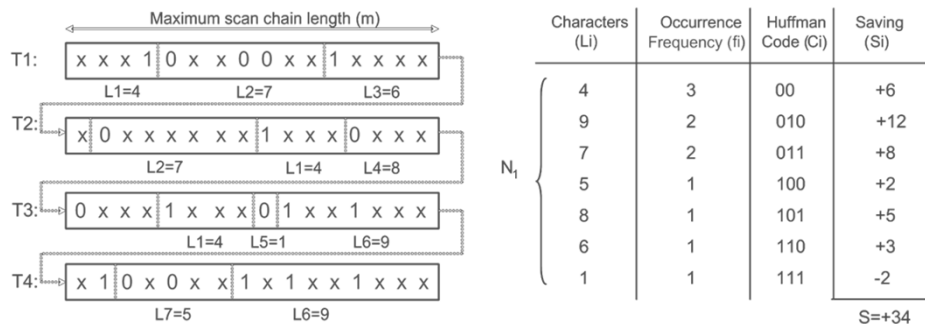 Maximum scan chain length (m)
T1: x x x 1 0 x x 0 0 x x 1 x x x x
L1=4 L2=7 L3=6
T2: x 0 x x x x x x 1 x x x 0 x x x
L2=7 L1=4 L4=8
T3: 0 x x x 1 x x x 0 1 x x 1 x x x
L1=4 L5=1 L6=9
T4: x 1 0 x 0 x 1 x 1 x x 1 x x x
L7=5 L6=9
Characters Occurrence Huffman Saving
(Li) Frequency (fi) Code (Ci) (Si)
N1
4 3 00 +6
9 2 010 +12
7 2 011 +8
5 1 100 +2
8 1 101 +5
6 1 110 +3
1 1 111 -2
S=+34